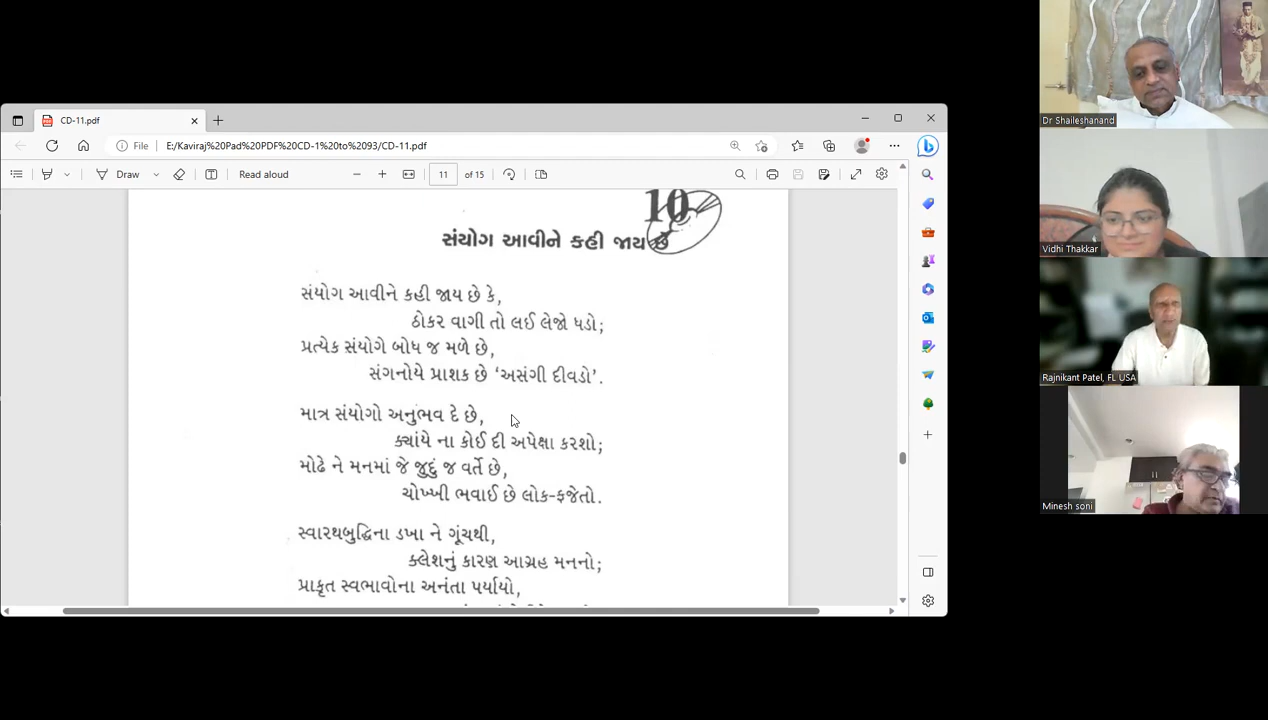 CD-11.pdf
File
E:/Kaviraj%20Pad%20PDF%20CD-1%20to%2093/CD-11.pdf
Draw
Read aloud
11 of 15
10
સંયોગ આવીને કહી જાય છે
સંયોગ આવીને કહી જાય છે કે,
ઠોકર વાગી તો લઈ લેજો ધડો;
પ્રત્યેક સંયોગે બોધ જ મળે છે,
સંગનોયે પ્રાશક છે ‘અસંગી દીવડો’.
માત્ર સંયોગો અનુભવ દે છે,
ક્યાંયે ના કોઈ દી અપેક્ષા કરશો;
મોઢે ને મનમાં જે જુદું જ વર્તે છે,
ચોખ્ખી ભવાઈ છે લોક-ફજેતો.
સ્વારથબુદ્ધિના ડખા ને ગૂંચથી,
ક્લેશનું કારણ આગ્રહ મનનો;
પ્રાકૃત સ્વભાવોના અનંતા પર્યાયો,
Dr Shaileshanand
Vidhi Thakkar
Rajnikant Patel, FL USA
Minesh soni